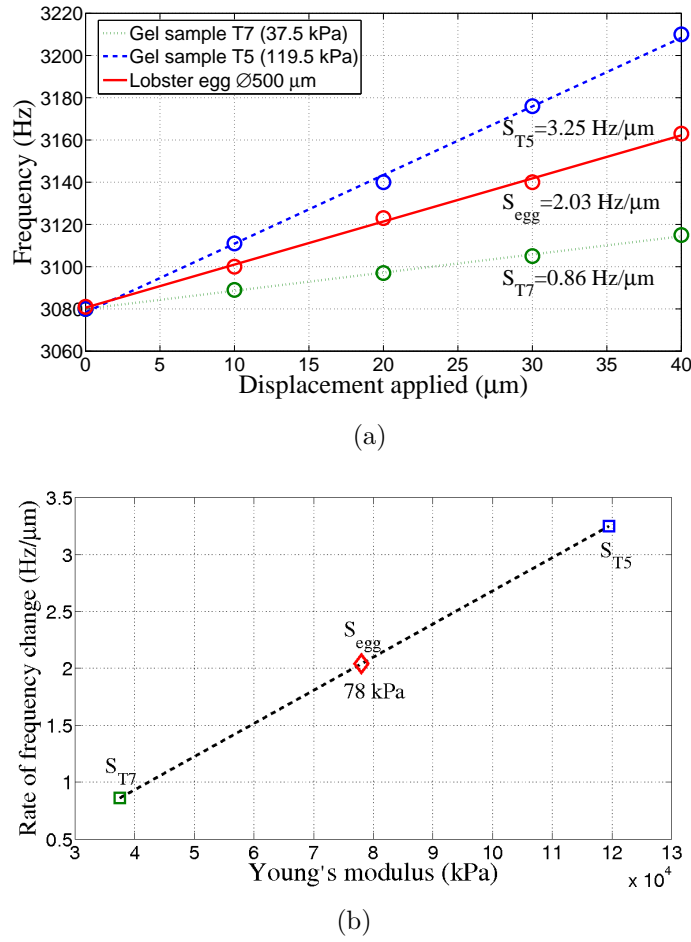 3220
3200
3180
3160
3140
3120
3100
3080
3060
Frequency (Hz)
Gel sample T7 (37.5 kPa)
Gel sample T5 (119.5 kPa)
Lobster egg Ø500 μm
S_T5=3.25 Hz/μm
S_egg=2.03 Hz/μm
S_T7=0.86 Hz/μm
0 5 10 15 20 25 30 35 40
Displacement applied (μm)
(a)
3.5
3
2.5
2
1.5
1
0.5
Rate of frequency change (Hz/μm)
S_T5
S_egg
78 kPa
S_T7
3 4 5 6 7 8 9 10 11 12 13
x 10^4
Young's modulus (kPa)
(b)